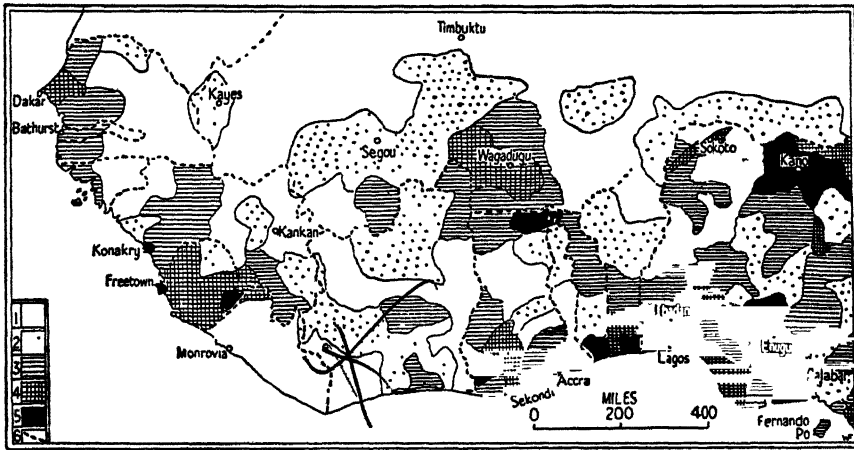 Timbuktu
Dakar
Kayes
Bathurst
Segou
Wagadugu
Sokoto
Kano
Kankan
Konakry
Freetown
Monrovia
Lagos
Enugu
Calabar
Accra
Sekondi
MILES
0 200 400
Fernando
Po
1
2
3
4
5
6